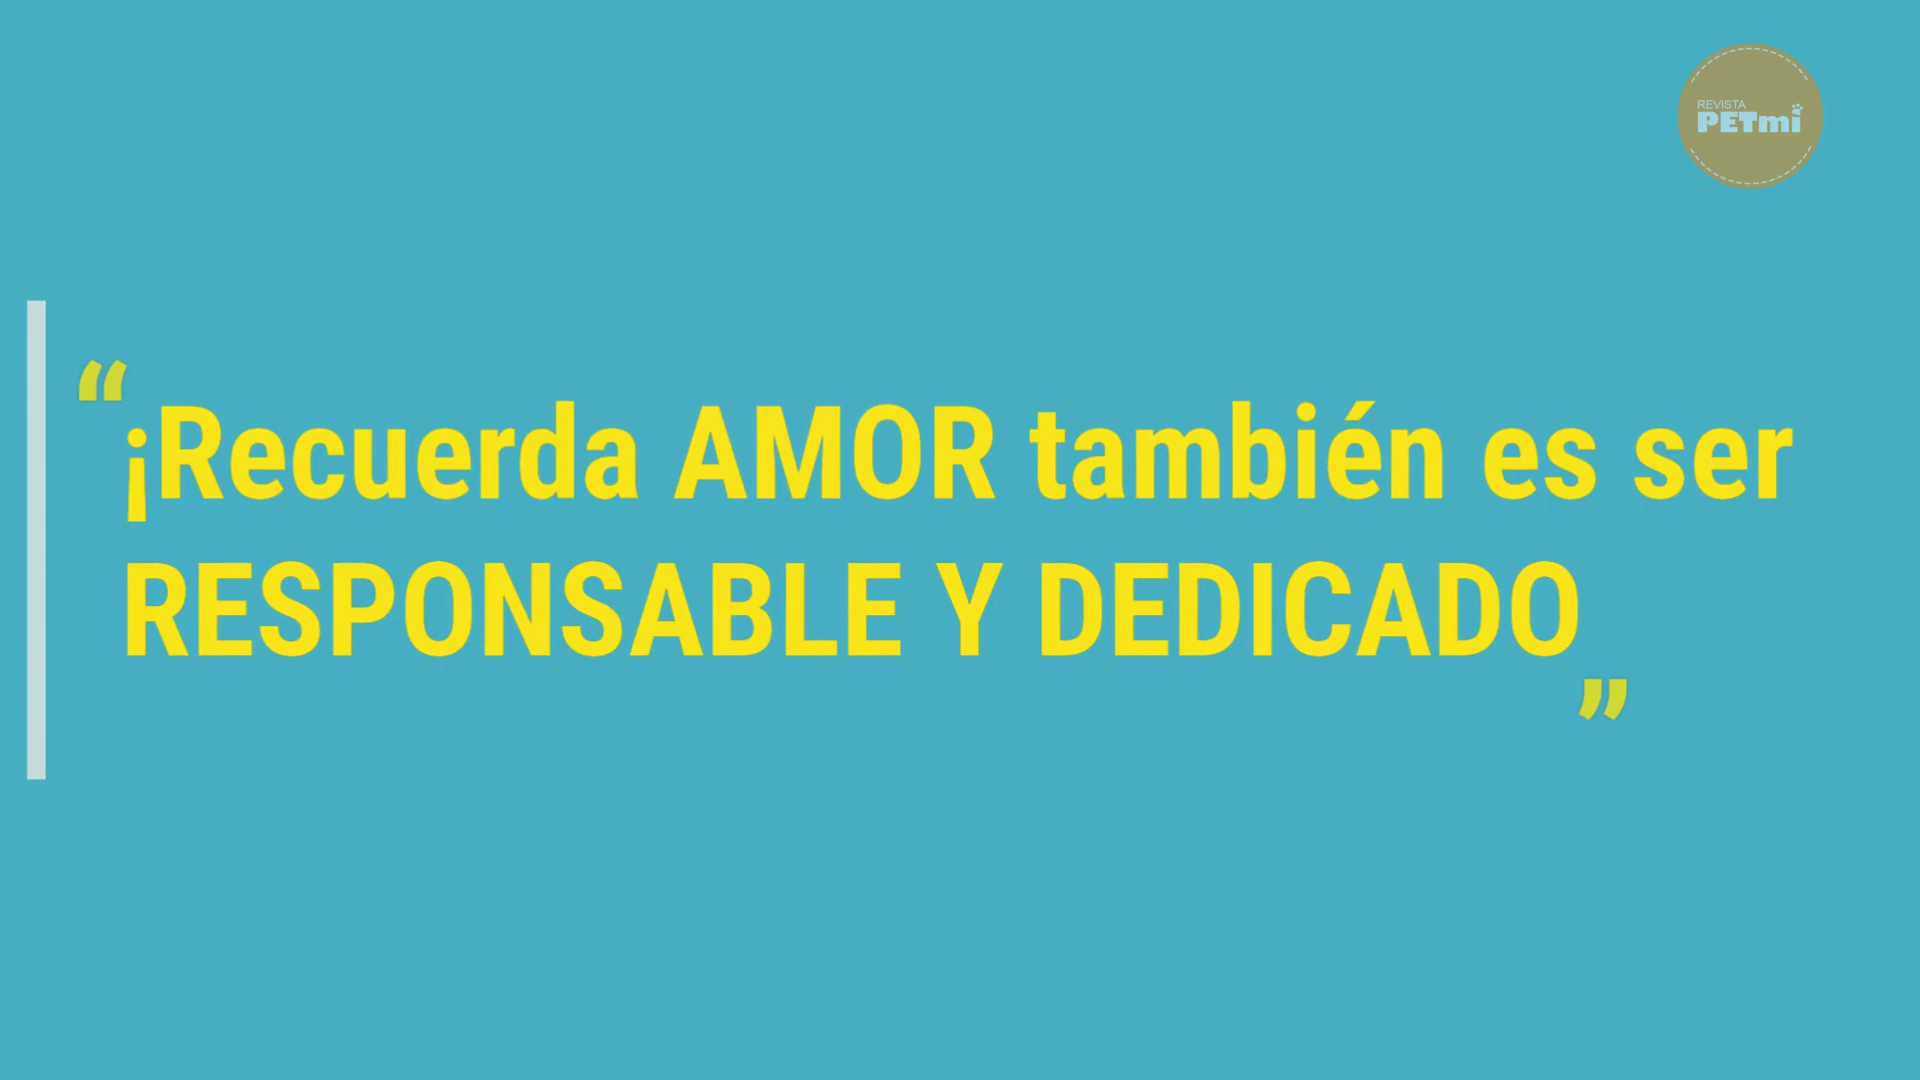 REVISTA
PETmi
“¡Recuerda AMOR también es ser
RESPONSABLE Y DEDICADO”